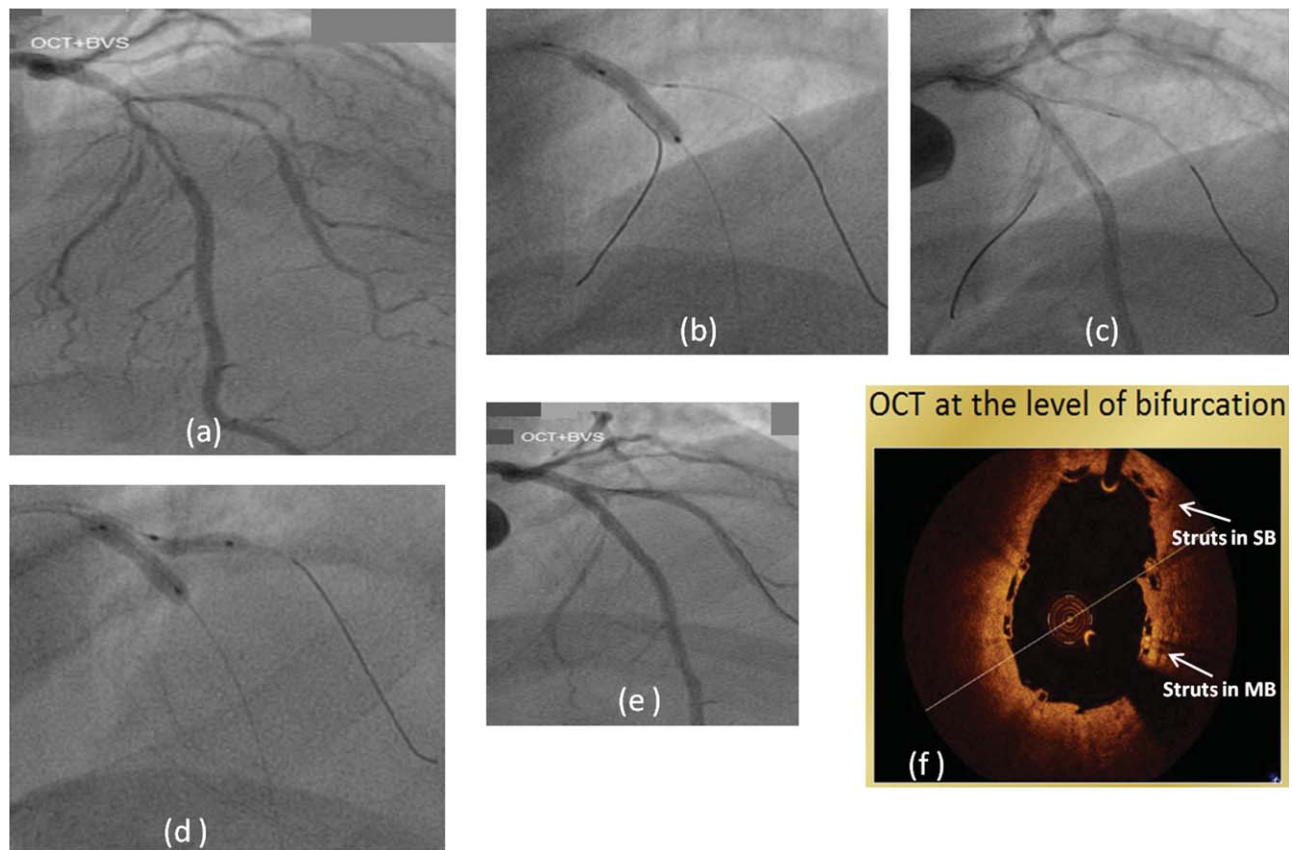 OCT+BVS
(a)
(b)
(c)
(d )
OCT+BVS
(e )
OCT at the level of bifurcation
Struts in SB
Struts in MB
(f )